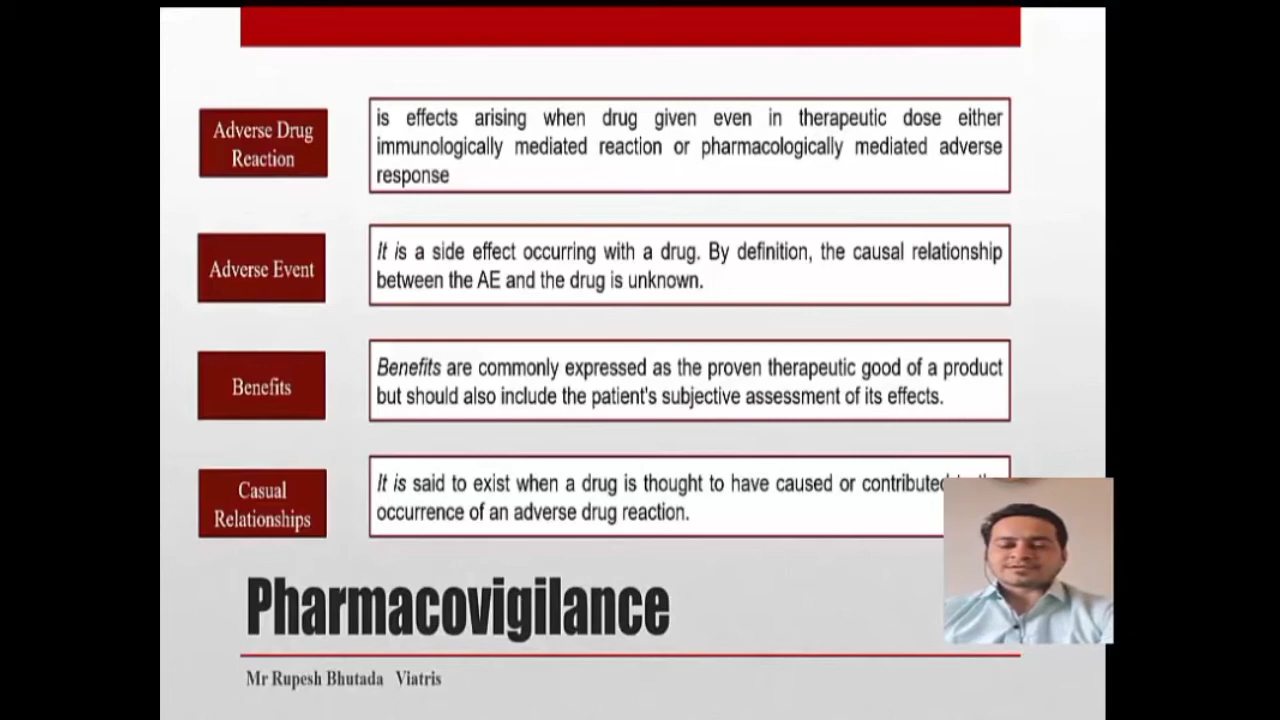 Adverse Drug
Reaction
is effects arising when drug given even in therapeutic dose either
immunologically mediated reaction or pharmacologically mediated adverse
response
Adverse Event
It is a side effect occurring with a drug. By definition, the causal relationship
between the AE and the drug is unknown.
Benefits
Benefits are commonly expressed as the proven therapeutic good of a product
but should also include the patient's subjective assessment of its effects.
Casual
Relationships
It is said to exist when a drug is thought to have caused or contributed
occurrence of an adverse drug reaction.
Pharmacovigilance
Mr Rupesh Bhutada Viatris